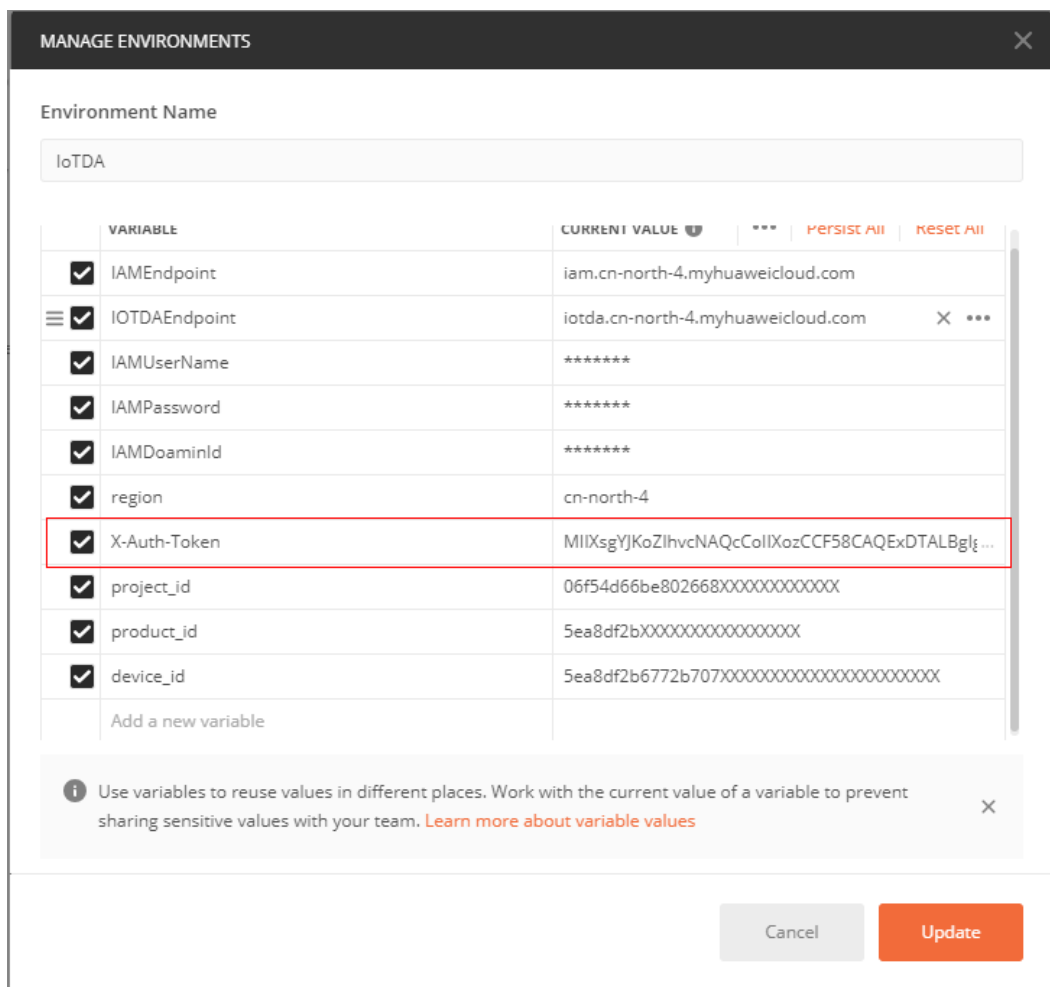 MANAGE ENVIRONMENTS
Environment Name
IoTDA
VARIABLE CURRENT VALUE Persist All Reset All
IAMEndpoint iam.cn-north-4.myhuaweicloud.com
IOTDAEndpoint iotda.cn-north-4.myhuaweicloud.com
IAMUserName *******
IAMPassword *******
IAMDoaminId *******
region cn-north-4
X-Auth-Token MIIXsgYJKoZIhvcNAQcCoIIXozCCF58CAQExDTALBglg...
project_id 06f54d66be802668XXXXXXXXXXXX
product_id 5ea8df2bXXXXXXXXXXXXXXXX
device_id 5ea8df2b6772b707XXXXXXXXXXXXXXXXXXXXXX
Add a new variable
Use variables to reuse values in different places. Work with the current value of a variable to prevent
sharing sensitive values with your team. Learn more about variable values
Cancel Update